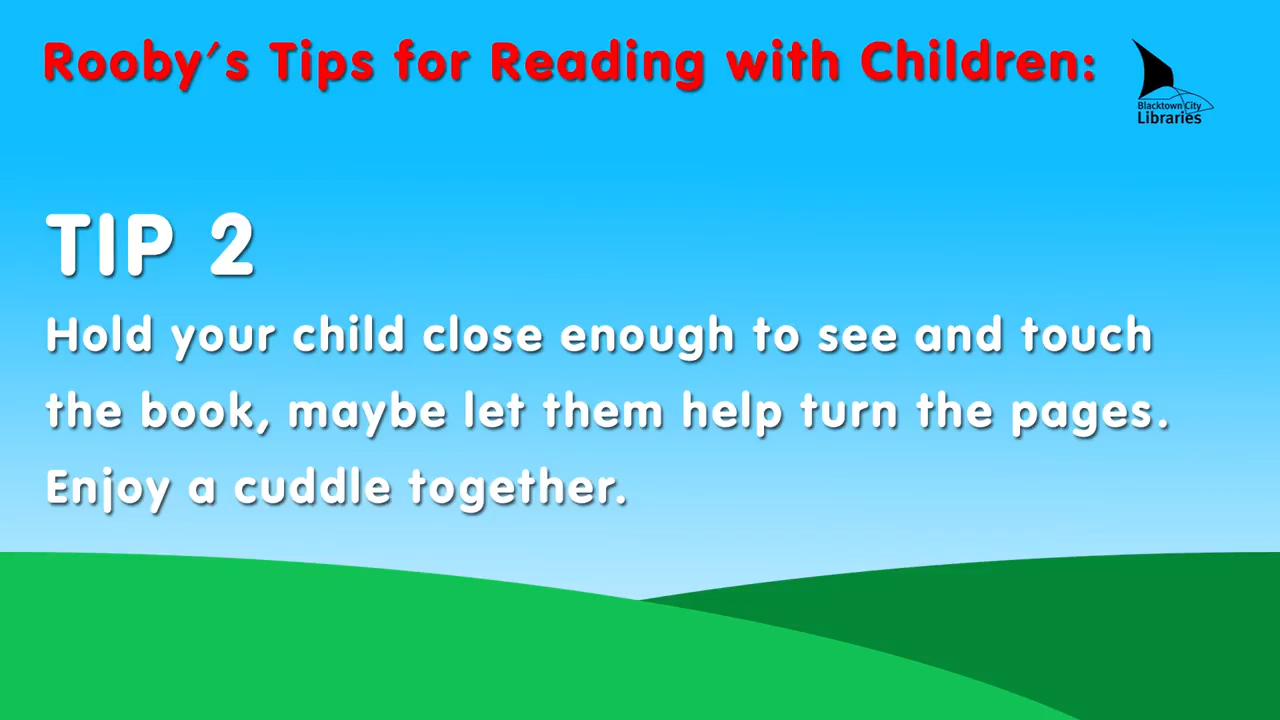 Rooby's Tips for Reading with Children:
Blacktown City
Libraries
TIP 2
Hold your child close enough to see and touch
the book, maybe let them help turn the pages.
Enjoy a cuddle together.